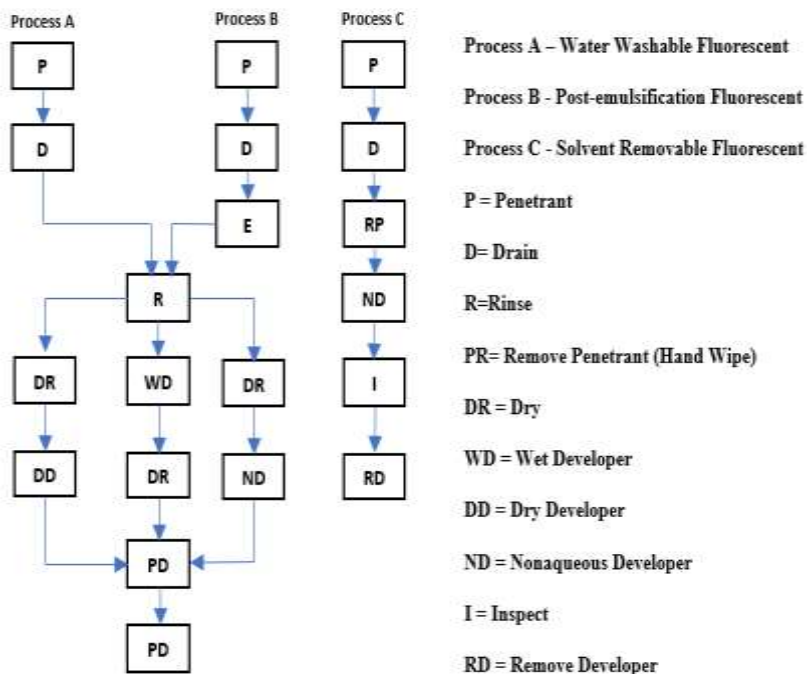 Process A
Process B
Process C
P
P
P
D
D
D
E
RP
R
ND
DR
WD
DR
I
DD
DR
ND
RD
PD
PD
Process A – Water Washable Fluorescent
Process B - Post-emulsification Fluorescent
Process C - Solvent Removable Fluorescent
P = Penetrant
D= Drain
R=Rinse
PR= Remove Penetrant (Hand Wipe)
DR = Dry
WD = Wet Developer
DD = Dry Developer
ND = Nonaqueous Developer
I = Inspect
RD = Remove Developer